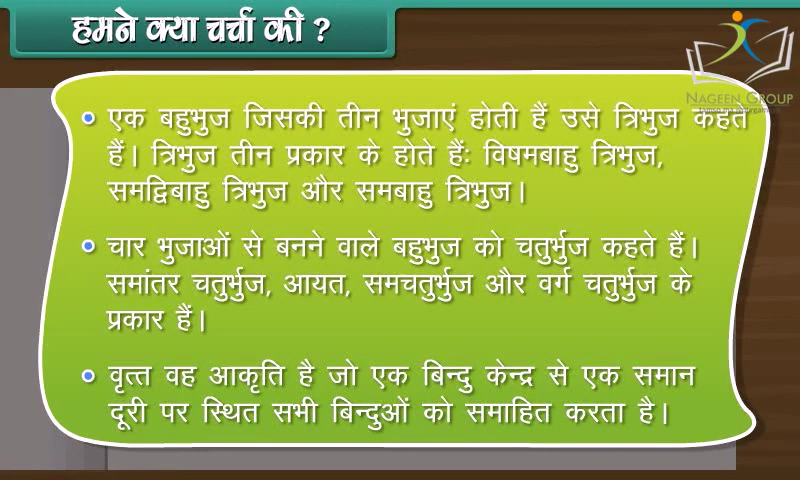 हमने क्या चर्चा की ?
NAGEEN GROUP
एक बहुभुज जिसकी तीन भुजाएं होती हैं उसे त्रिभुज कहते
हैं। त्रिभुज तीन प्रकार के होते हैंः विषमबाहु त्रिभुज,
समद्विबाहु त्रिभुज और समबाहु त्रिभुज।
चार भुजाओं से बनने वाले बहुभुज को चतुर्भुज कहते हैं।
समांतर चतुर्भुज, आयत, समचतुर्भुज और वर्ग चतुर्भुज के
प्रकार हैं।
वृत्त वह आकृति है जो एक बिन्दु केन्द्र से एक समान
दूरी पर स्थित सभी बिन्दुओं को समाहित करता है।